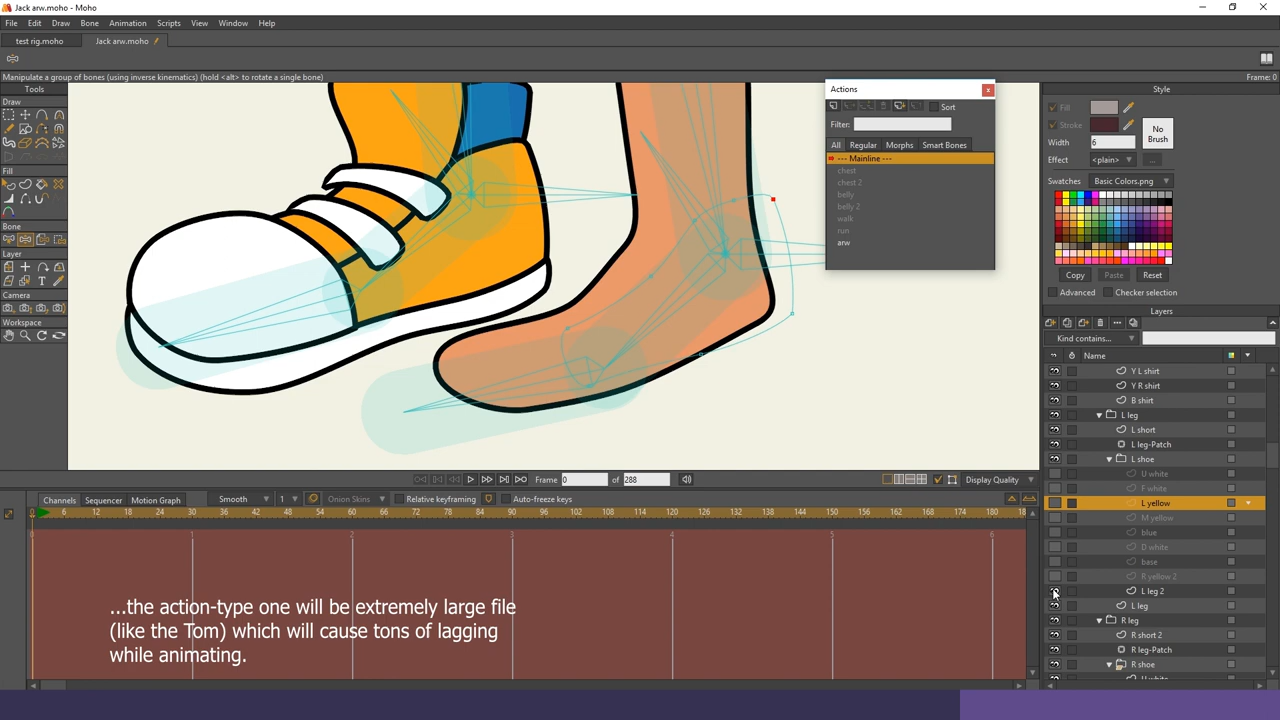 Jack arw.moho - Moho
File Edit Draw Bone Animation Scripts View Window Help
test rig.moho Jack arw.moho
Manipulate a group of bones (using inverse kinematics) (hold <alt> to rotate a single bone) Frame: 0
Tools
Draw
Fill
Bone
Layer
Camera
Workspace
Actions
Sort
Filter:
All Regular Morphs Smart Bones
--- Mainline ---
chest
chest 2
belly
belly 2
walk
run
arw
Style
Fill
Stroke
No Brush
Width 6
Effect <plain> ...
Swatches Basic Colors.png
Copy Paste Reset
Advanced Checker selection
Layers
Kind contains...
Name
Y L shirt
Y R shirt
B shirt
L leg
L short
L leg-Patch
L shoe
U white
F white
L yellow
M yellow
blue
D white
base
R yellow 2
L leg 2
L leg
R leg
R short 2
R leg-Patch
R shoe
U white
Frame 0 of 288 Display Quality
Channels Sequencer Motion Graph Smooth 1 Onion Skins Relative keyframing Auto-freeze keys
0 6 12 18 24 30 36 42 48 54 60 66 72 78 84 90 96 102 108 114 120 126 132 138 144 150 156 162 168 174 180 18
0 1 2 3 4 5 6
...the action-type one will be extremely large file
(like the Tom) which will cause tons of lagging
while animating.